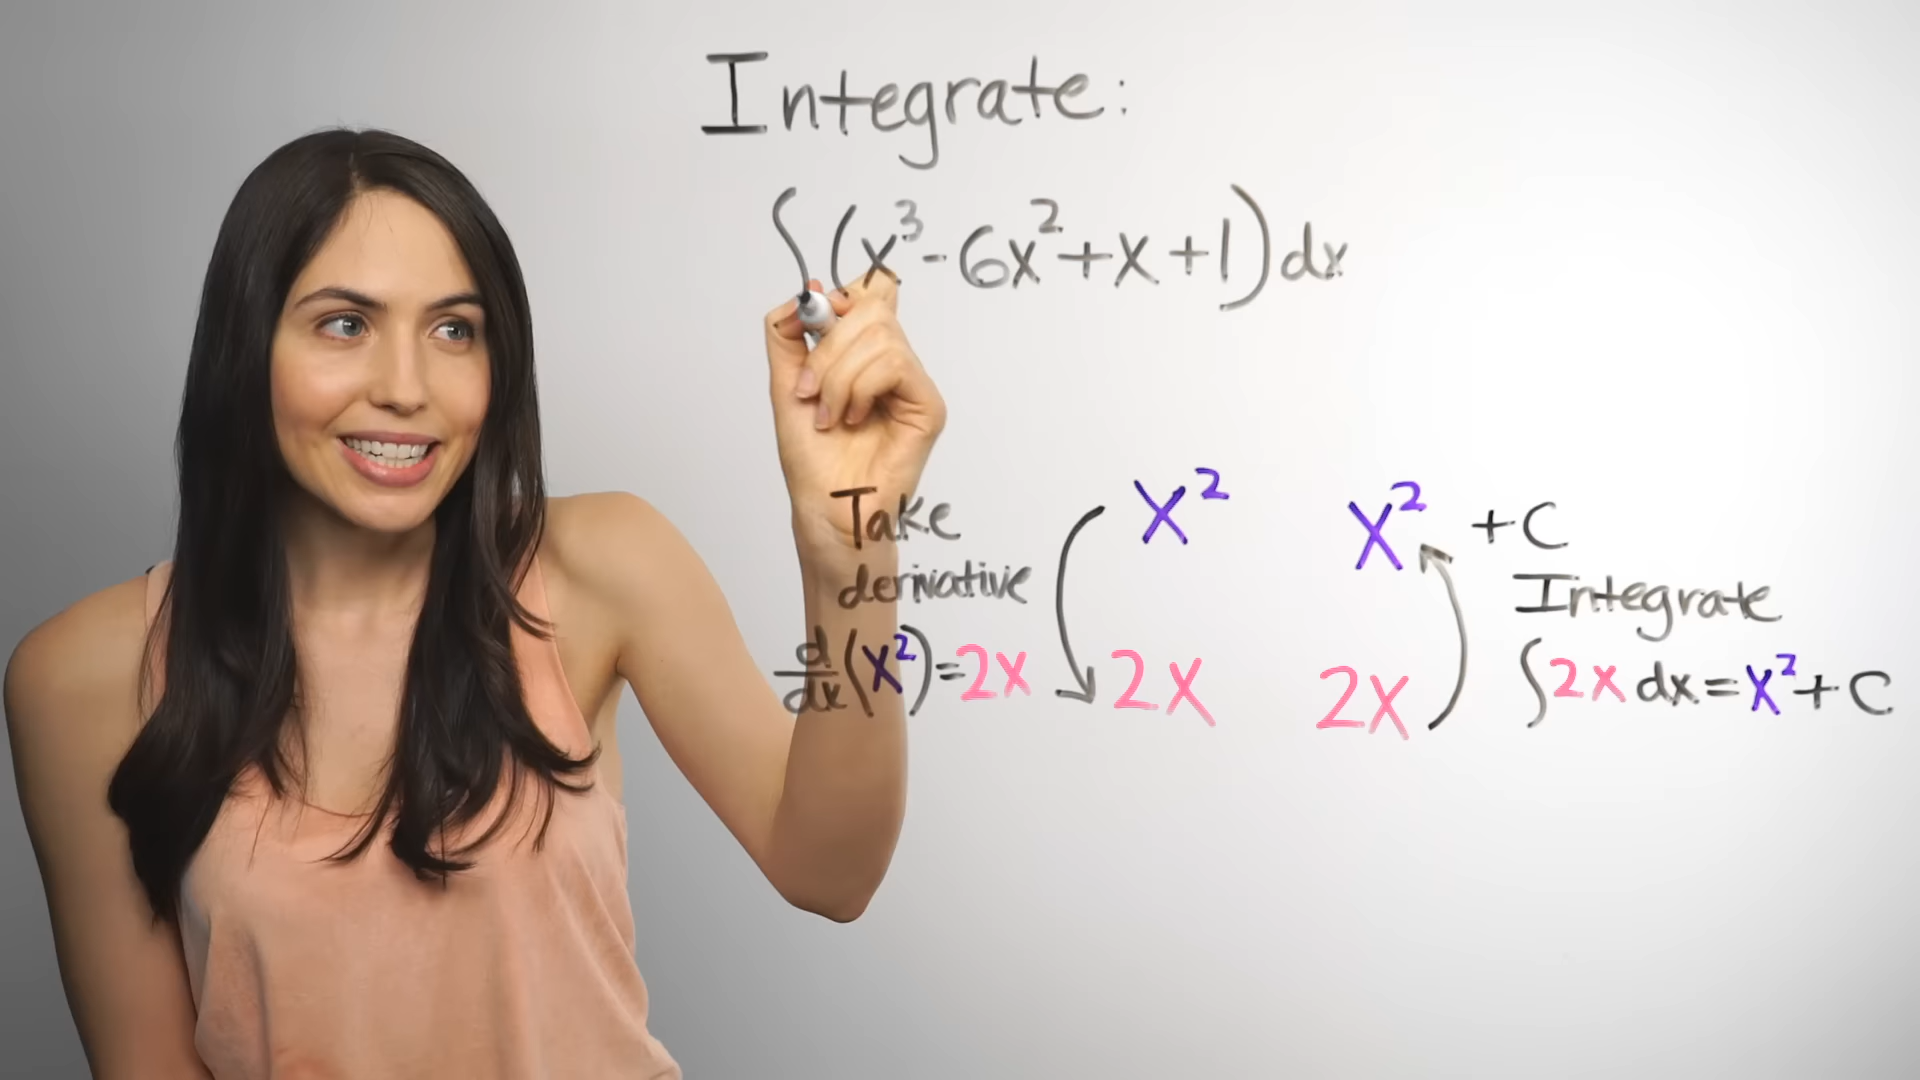 Integrate:
∫(x³-6x²+x+1)dx
Take
derivative
d/dx(x²)=2x
x²
2x
x² +C
2x
Integrate
∫2x dx=x²+C